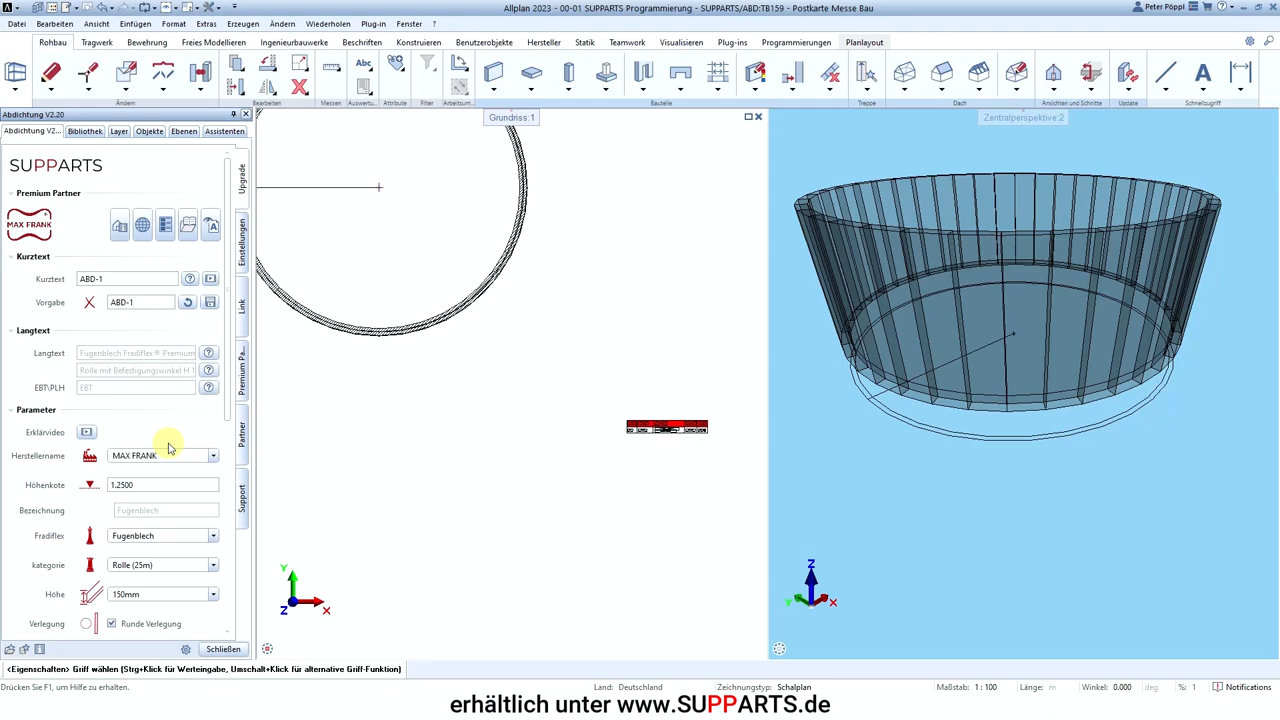 Allplan 2023 - 00-01 SUPPARTS Programmierung - SUPPARTS/ABD:TB159 - Postkarte Messe Bau
Peter Pöppl
Datei Bearbeiten Ansicht Einfügen Format Extras Erzeugen Ändern Wiederholen Plug-in Fenster ?
Rohbau Tragwerk Bewehrung Freies Modellieren Ingenieurbauwerke Beschriften Konstruieren Benutzerobjekte Hersteller Statik Teamwork Visualisieren Plug-ins Programmierungen Planlayout
Abc
Ändern Bearbeiten Messen Auswertu... Attribute Filter Arbeitsum... Bauteile Treppe Dach Ansichten und Schnitte Update Schnellzugriff
Abdichtung V2.20
Abdichtung V2... Bibliothek Layer Objekte Ebenen Assistenten
Grundriss:1
Zentralperspektive:2
SUPPARTS
Premium Partner
MAX FRANK
Kurztext
Kurztext ABD-1
Vorgabe ABD-1
Langtext
Langtext Fugenblech Fradiflex ® Premium
Rolle mit Befestigungswinkel H 1
EBT\PLH EBT
Parameter
Erklärvideo
Herstellername MAX FRANK
Höhenkote 1.2500
Bezeichnung Fugenblech
Fradiflex Fugenblech
kategorie Rolle (25m)
Höhe 150mm
Verlegung Runde Verlegung
Schließen
Upgrade
Einstellungen
Link
Premium Pa...
Partner
Support
Y
Z
X
Z
Y
X
<Eigenschaften> Griff wählen (Strg+Klick für Werteingabe, Umschalt+Klick für alternative Griff-Funktion)
Drücken Sie F1, um Hilfe zu erhalten. Land: Deutschland Zeichnungstyp: Schalplan Maßstab: 1 : 100 Länge: m Winkel: 0.000 deg %: 1 Notifications
erhältlich unter www.SUPPARTS.de